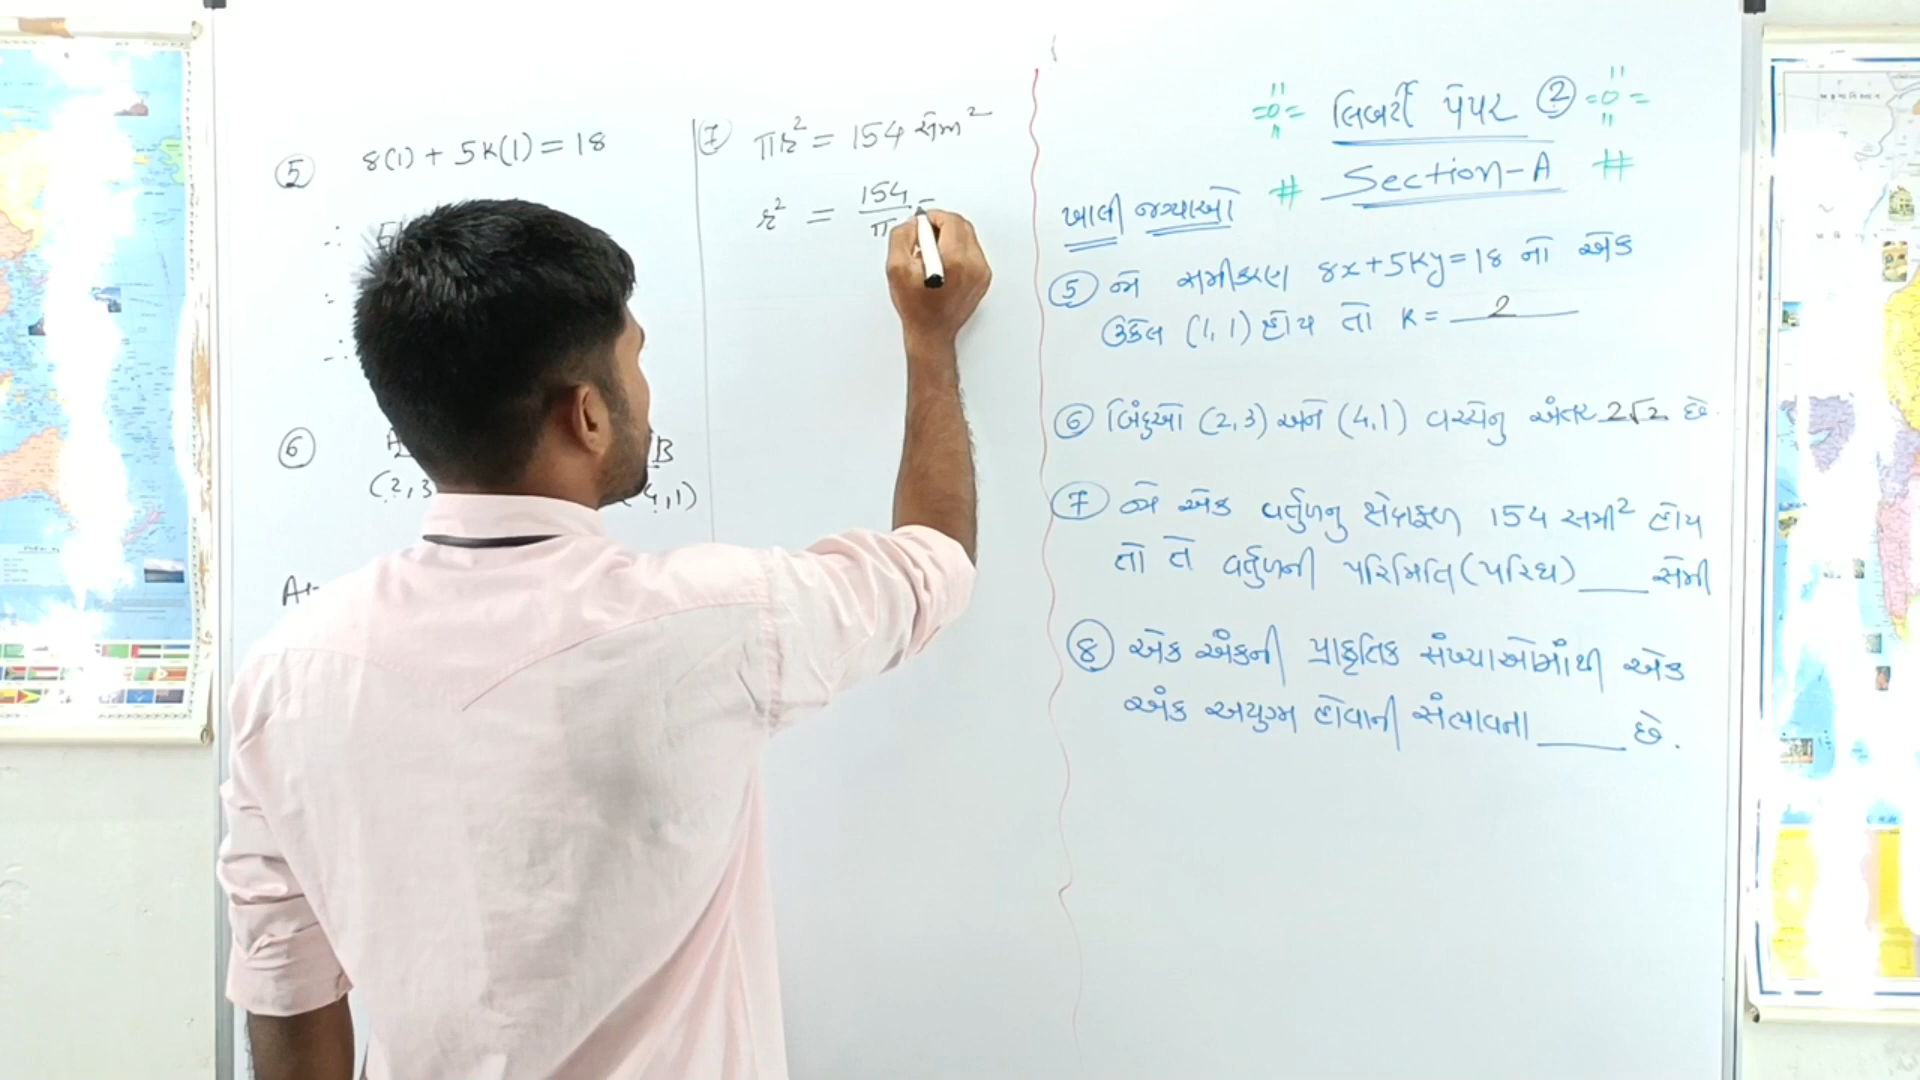 ⑤ 8(1) + 5k(1) = 18
∴
∴
⑥
B
(2,3
4,1)
⑦ πr² = 154 સેમી²
r² = 154/π =
લિબર્ટી પેપર ②
Section-A
ખાલી જગ્યાઓ
⑤ જો સમીકરણ 8x+5ky=18 નો એક
ઉકેલ (1,1) હોય તો k= 2
⑥ બિંદુઓ (2,3) અને (4,1) વચ્ચેનુ અંતર 2√2 છે.
⑦ જો એક વર્તુળનુ ક્ષેત્રફળ 154 સેમી² હોય
તો તે વર્તુળની પરિમિતિ (પરિઘ) ___ સેમી
⑧ એક અંકની પ્રાકૃતિક સંખ્યાઓમાંથી એક
અંક અયુગ્મ હોવાની સંભાવના ____ છે.